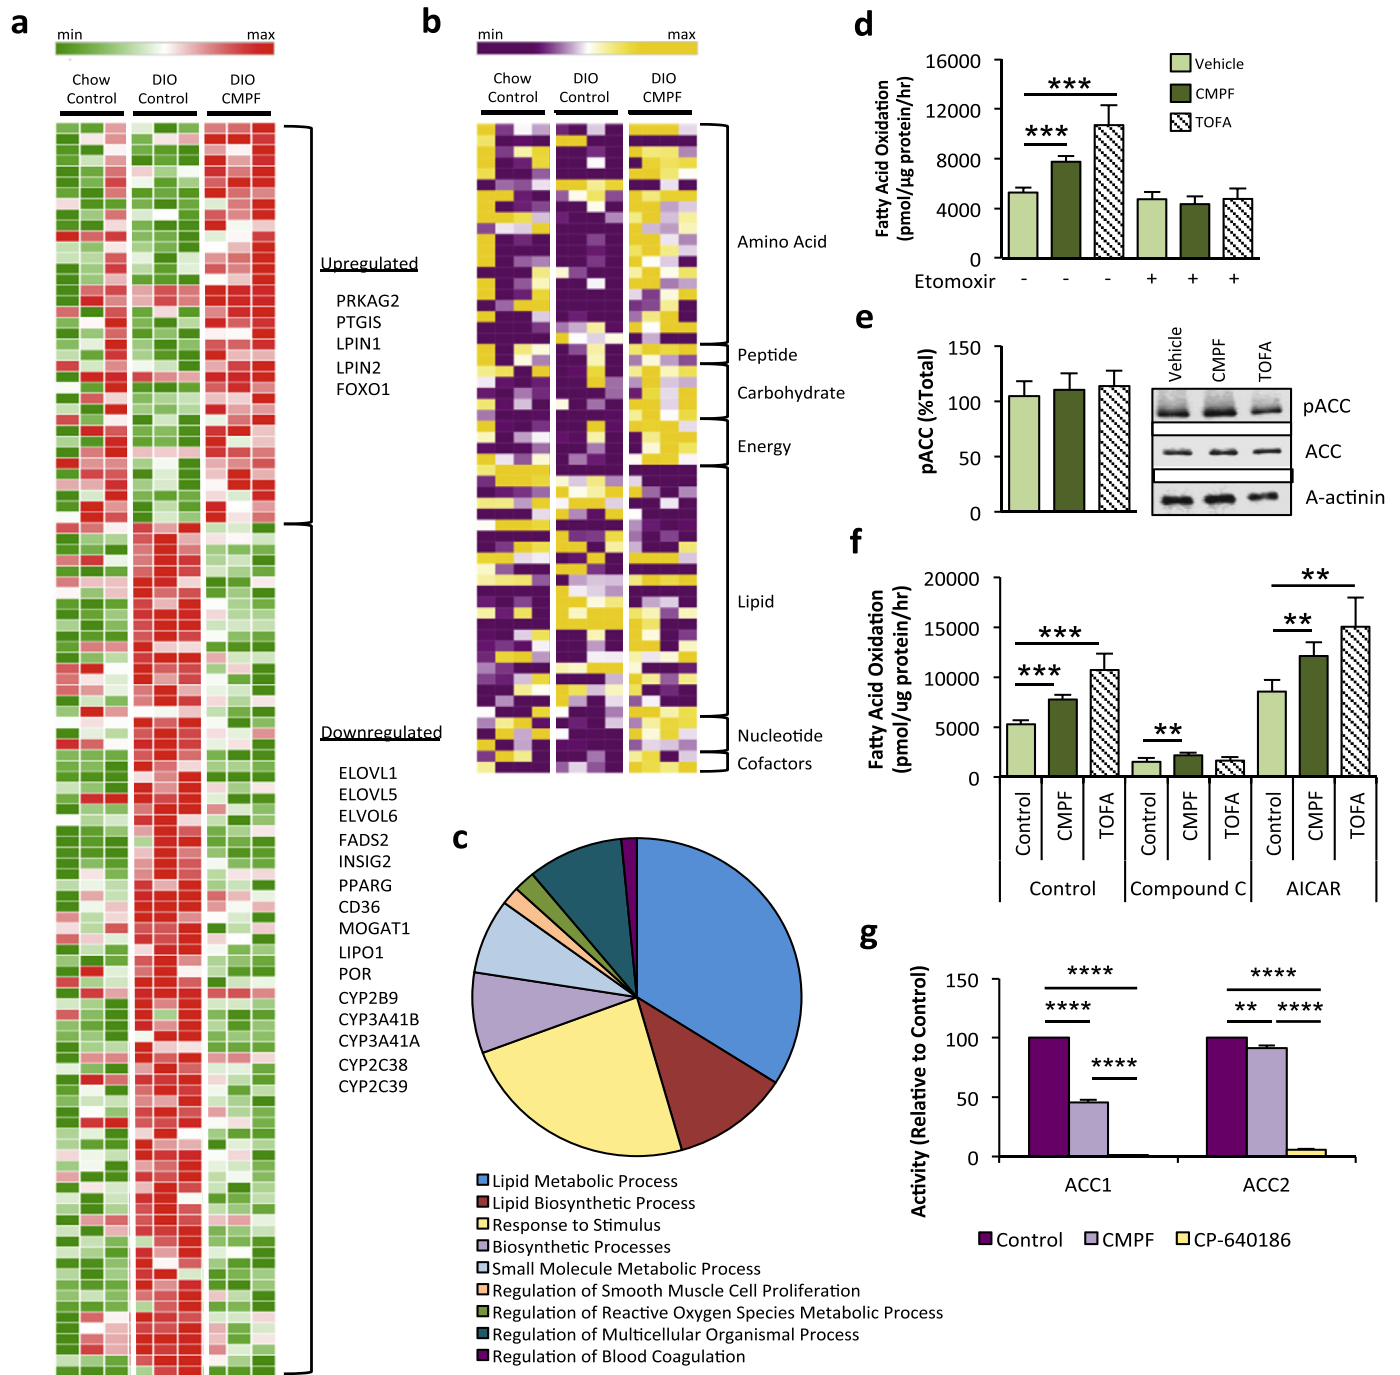 a
min
max
Chow
Control
DIO
Control
DIO
CMPF
Upregulated
PRKAG2
PTGIS
LPIN1
LPIN2
FOXO1
Downregulated
ELOVL1
ELOVL5
ELVOL6
FADS2
INSIG2
PPARG
CD36
MOGAT1
LIPO1
POR
CYP2B9
CYP3A41B
CYP3A41A
CYP2C38
CYP2C39
b
min
max
Chow
Control
DIO
Control
DIO
CMPF
Amino Acid
Peptide
Carbohydrate
Energy
Lipid
Nucleotide
Cofactors
c
Lipid Metabolic Process
Lipid Biosynthetic Process
Response to Stimulus
Biosynthetic Processes
Small Molecule Metabolic Process
Regulation of Smooth Muscle Cell Proliferation
Regulation of Reactive Oxygen Species Metabolic Process
Regulation of Multicellular Organismal Process
Regulation of Blood Coagulation
d
Fatty Acid Oxidation
(pmol/µg protein/hr)
16000
12000
8000
4000
0
***
***
Vehicle
CMPF
TOFA
Etomoxir - - - + + +
e
pACC (%Total)
150
100
50
0
Vehicle
CMPF
TOFA
pACC
ACC
A-actinin
f
Fatty Acid Oxidation
(pmol/ug protein/hr)
20000
15000
10000
5000
0
***
***
**
**
**
Control
CMPF
TOFA
Control
CMPF
TOFA
Control
CMPF
TOFA
Control
Compound C
AICAR
g
Activity (Relative to Control)
150
100
50
0
****
****
****
****
**
****
ACC1
ACC2
Control
CMPF
CP-640186